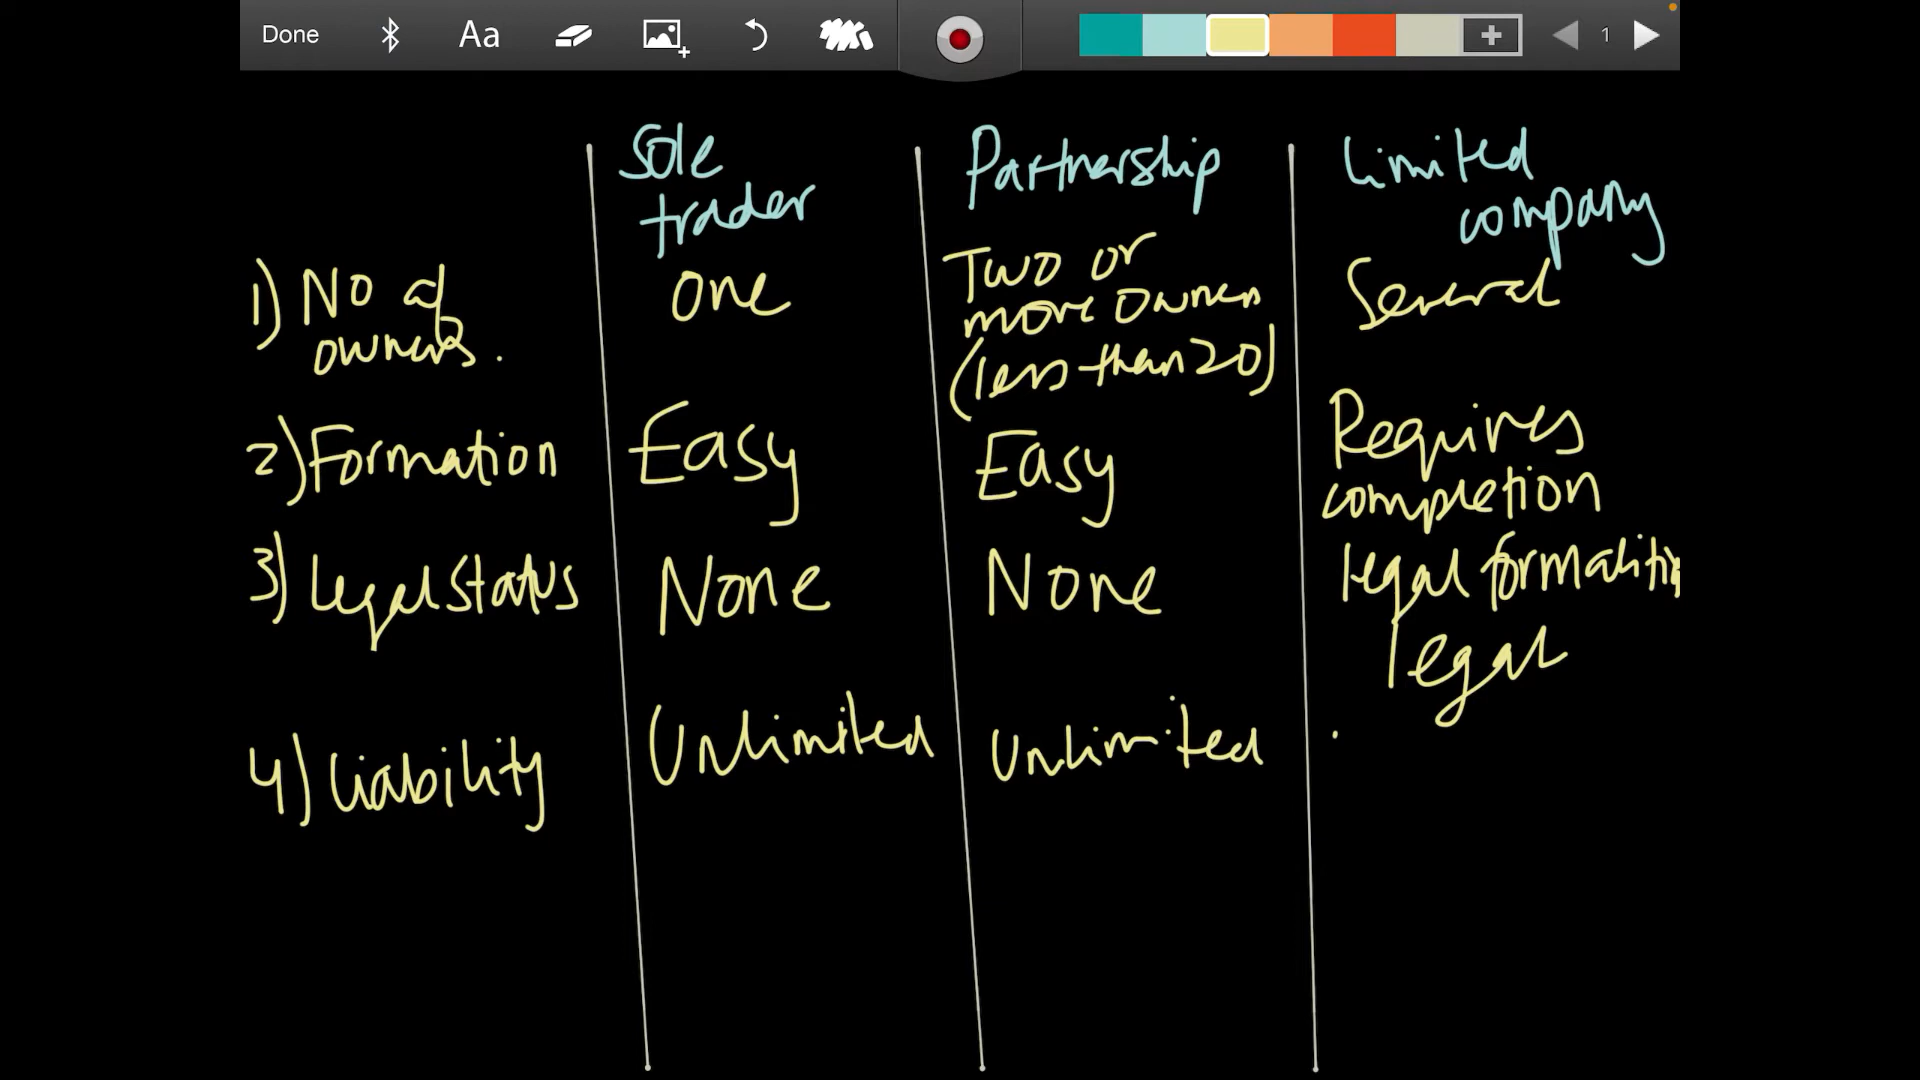 Done
Aa
1
Sole
trader
Partnership
Limited
company
1) No of
owners.
One
Two or
more owners
(less than 20)
Several
2) Formation
Easy
Easy
Requires
completion
legal formalities
3) Legal status
None
None
legal
4) Liability
Unlimited
Unlimited